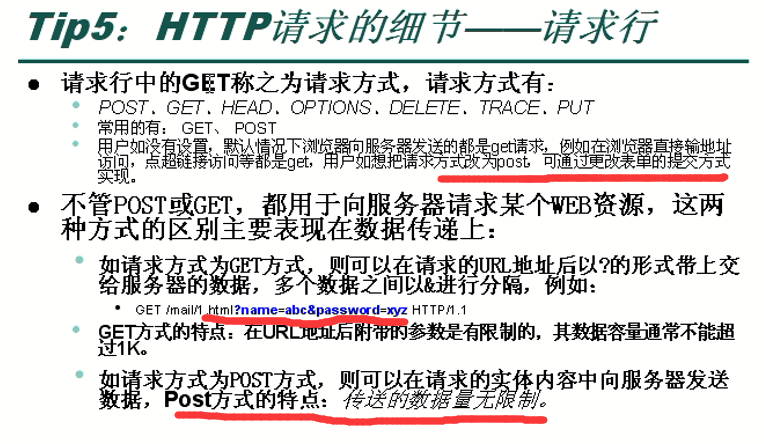 Tip5：HTTP请求的细节——请求行
请求行中的GET称之为请求方式，请求方式有：
POST、GET、HEAD、OPTIONS、DELETE、TRACE、PUT
常用的有： GET、 POST
用户如没有设置，默认情况下浏览器向服务器发送的都是get请求，例如在浏览器直接输地址
访问，点超链接访问等都是get，用户如想把请求方式改为post，可通过更改表单的提交方式
实现。
不管POST或GET，都用于向服务器请求某个WEB资源，这两
种方式的区别主要表现在数据传递上：
如请求方式为GET方式，则可以在请求的URL地址后以?的形式带上交
给服务器的数据，多个数据之间以&进行分隔，例如：
GET /mail/1.html?name=abc&password=xyz HTTP/1.1
GET方式的特点：在URL地址后附带的参数是有限制的，其数据容量通常不能超
过1K。
如请求方式为POST方式，则可以在请求的实体内容中向服务器发送
数据，Post方式的特点：传送的数据量无限制。